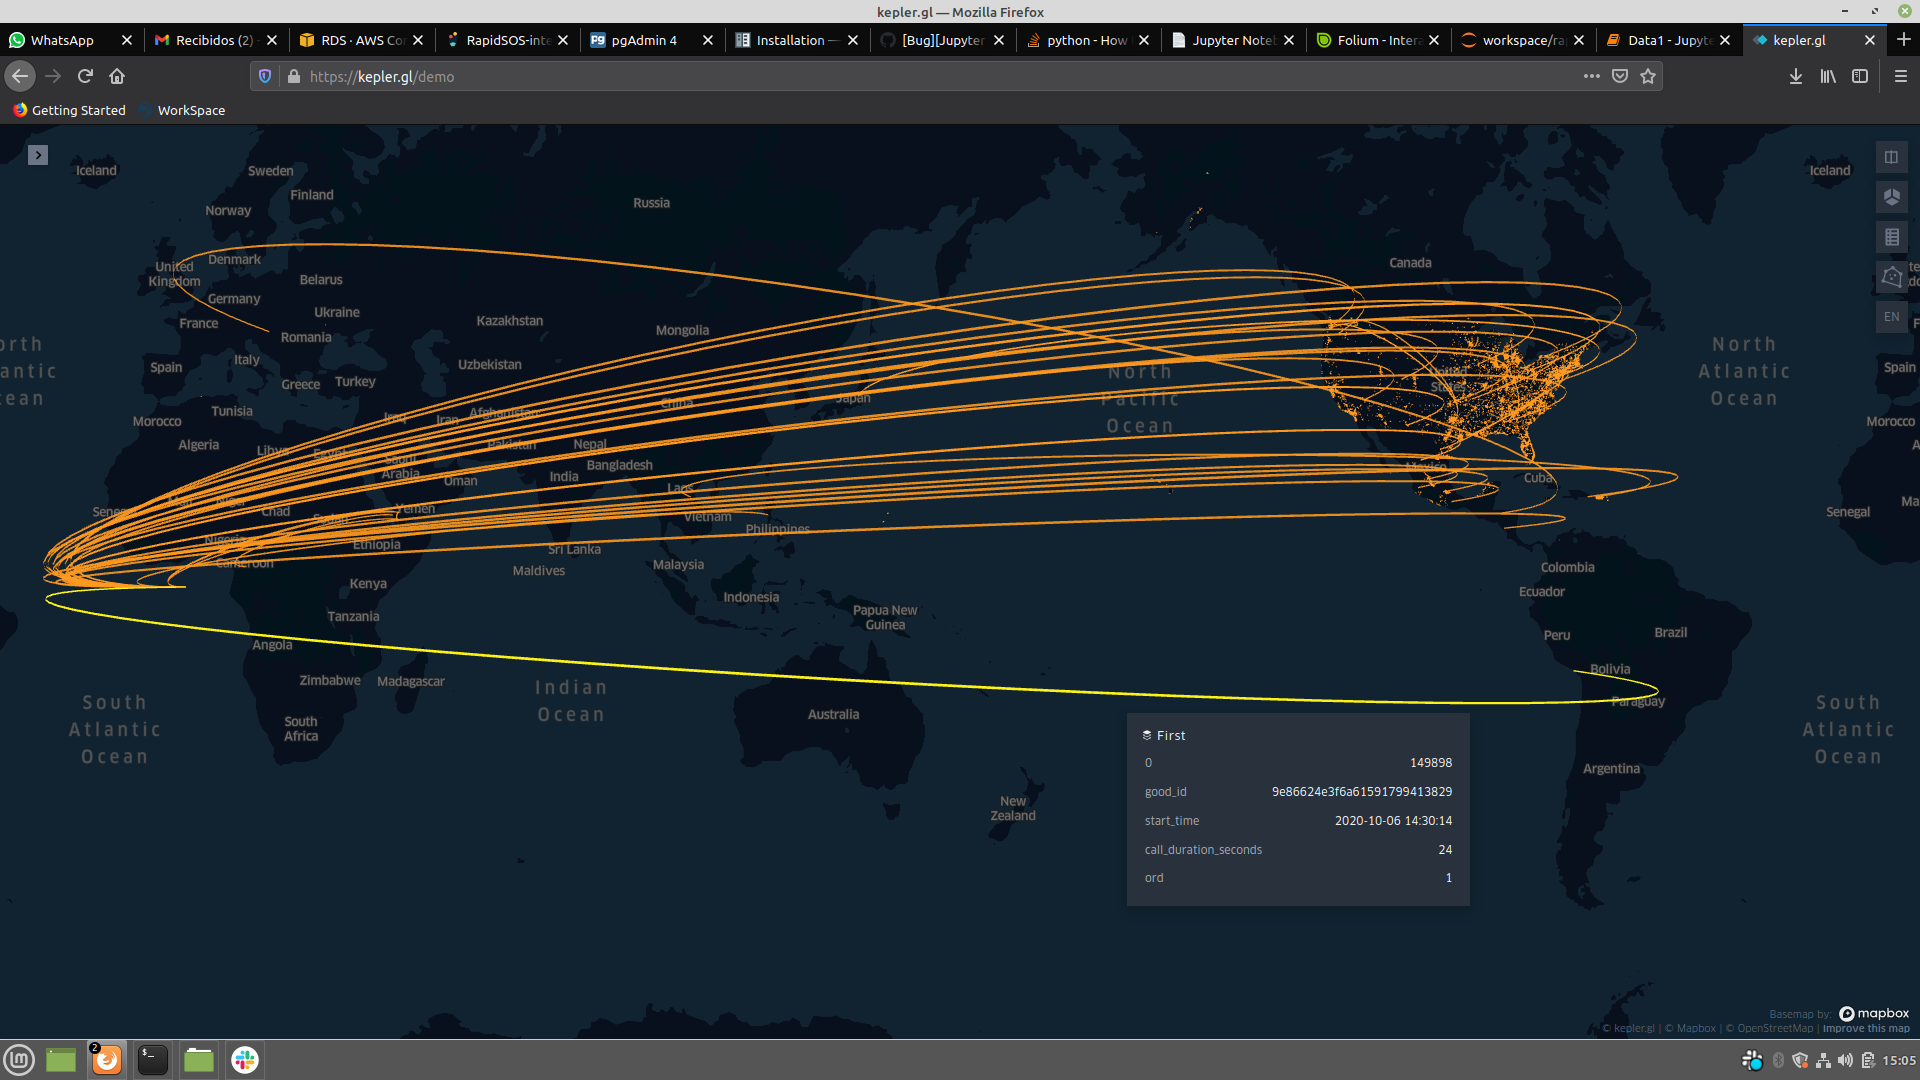 kepler.gl — Mozilla Firefox
WhatsApp
Recibidos (2)
RDS · AWS Co
RapidSOS-inte
pgAdmin 4
Installation —
[Bug][Jupyter
python - How
Jupyter Note
Folium - Inter
workspace/ra
Data1 - Jupyt
kepler.gl
https://kepler.gl/demo
Getting Started
WorkSpace
Iceland
Sweden
Finland
Norway
Russia
Denmark
United Kingdom
Belarus
Germany
Ukraine
France
Romania
Kazakhstan
Mongolia
Italy
Spain
Uzbekistan
Greece
Turkey
Tunisia
Morocco
Algeria
Libya
Egypt
Iraq
Iran
Afghanistan
Pakistan
Nepal
China
Japan
Saudi Arabia
Oman
India
Bangladesh
Laos
Mali
Niger
Chad
Sudan
Yemen
Vietnam
Philippines
Nigeria
Cameroon
Ethiopia
Sri Lanka
Maldives
Malaysia
Kenya
Indonesia
Tanzania
Papua New Guinea
Angola
Zimbabwe
Madagascar
South Africa
Australia
New Zealand
South Atlantic Ocean
Indian Ocean
North Pacific Ocean
Canada
United States
Mexico
Cuba
Colombia
Ecuador
Peru
Brazil
Bolivia
Paraguay
Argentina
North Atlantic Ocean
South Atlantic Ocean
Iceland
Spain
Morocco
Senegal
EN
First
0 149898
good_id 9e86624e3f6a61591799413829
start_time 2020-10-06 14:30:14
call_duration_seconds 24
ord 1
Basemap by: mapbox
© kepler.gl | © Mapbox | © OpenStreetMap | Improve this map
2
15:05